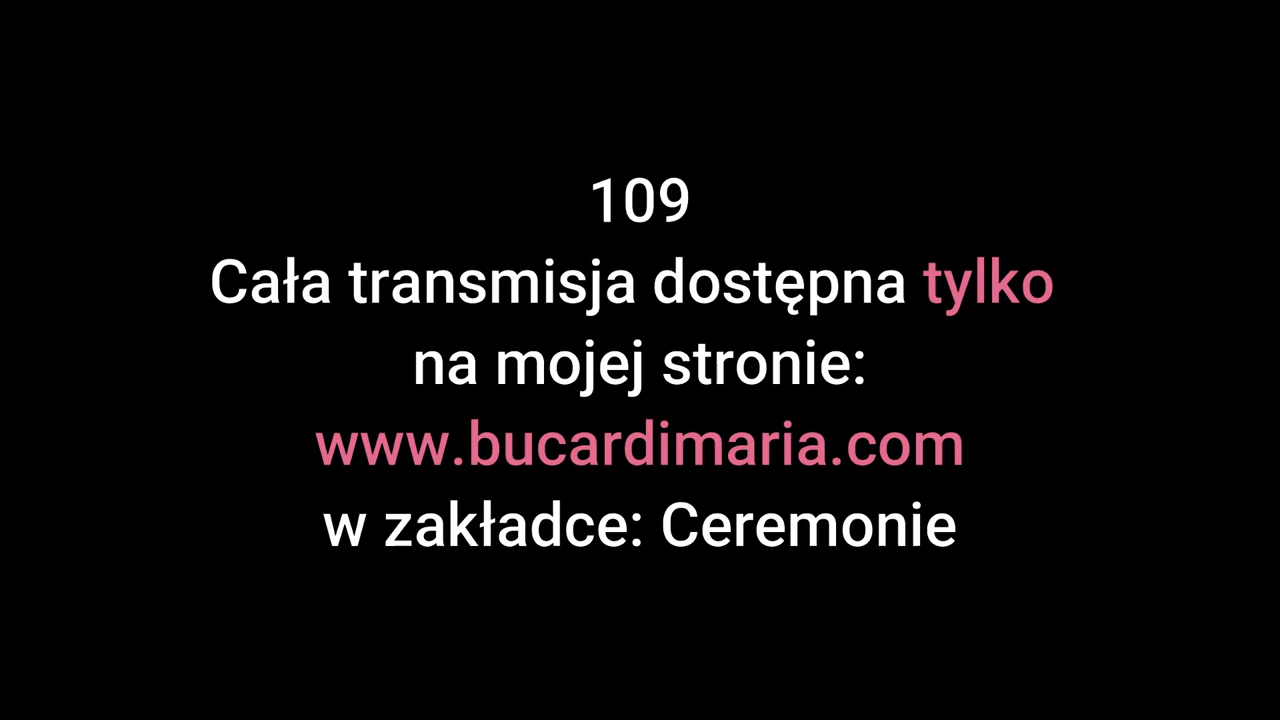 109
Cała transmisja dostępna tylko
na mojej stronie:
www.bucardimaria.com
w zakładce: Ceremonie